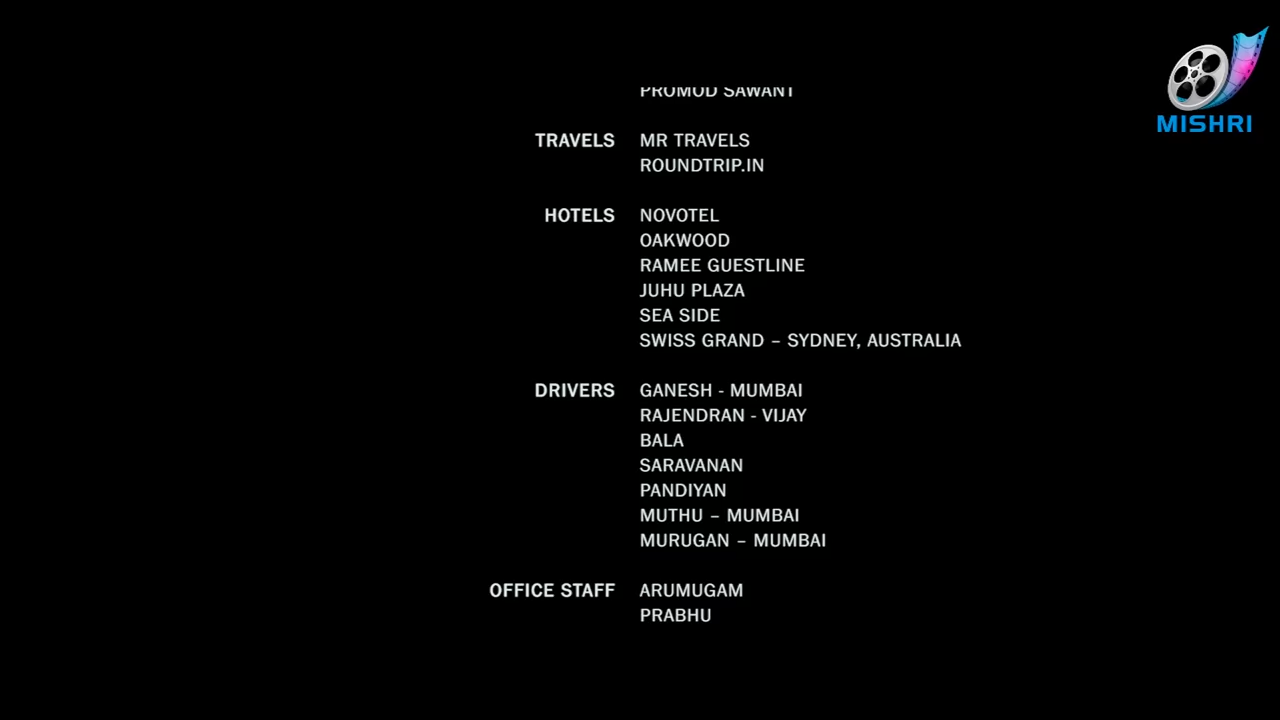 PROMOD SAWANT
TRAVELS MR TRAVELS
ROUNDTRIP.IN
HOTELS NOVOTEL
OAKWOOD
RAMEE GUESTLINE
JUHU PLAZA
SEA SIDE
SWISS GRAND – SYDNEY, AUSTRALIA
DRIVERS GANESH - MUMBAI
RAJENDRAN - VIJAY
BALA
SARAVANAN
PANDIYAN
MUTHU – MUMBAI
MURUGAN – MUMBAI
OFFICE STAFF ARUMUGAM
PRABHU
MISHRI